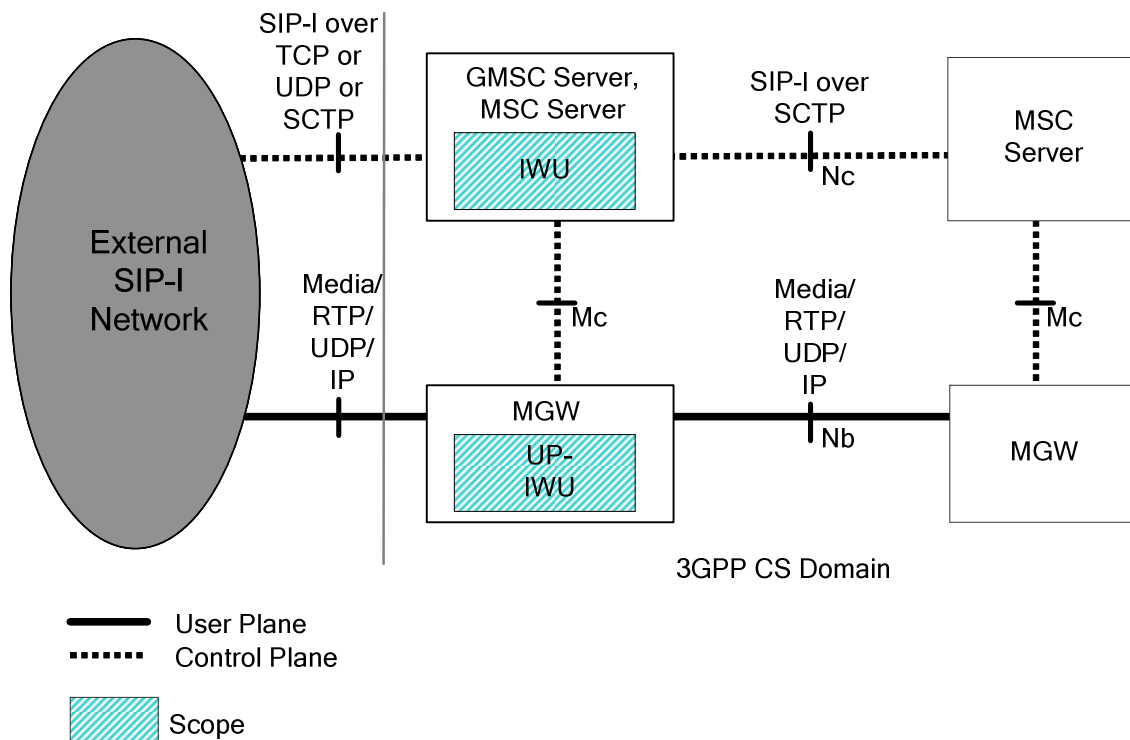 SIP-I over
TCP or
UDP or
SCTP
GMSC Server,
MSC Server
IWU
SIP-I over
SCTP
Nc
MSC
Server
External
SIP-I
Network
Media/
RTP/
UDP/
IP
Mc
Media/
RTP/
UDP/
IP
Nb
Mc
MGW
UP-
IWU
MGW
3GPP CS Domain
User Plane
Control Plane
Scope